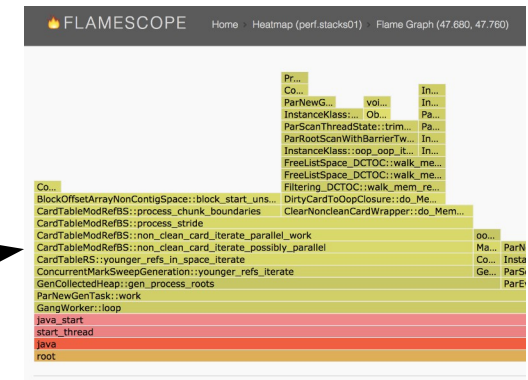 FLAMESCOPE Home Heatmap (perf.stacks01) Flame Graph (47.680, 47.760)
Pr...
Co... In...
ParNewG... voi... In...
InstanceKlass:... Ob... Pa...
ParScanThreadState::trim... Pa...
ParRootScanWithBarrierTw... In...
InstanceKlass::oop_oop_it... In...
FreeListSpace_DCTOC::walk_me...
FreeListSpace_DCTOC::walk_me...
Co... Filtering_DCTOC::walk_mem_re...
BlockOffsetArrayNonContigSpace::block_start_uns... DirtyCardToOopClosure::do_Me...
CardTableModRefBS::process_chunk_boundaries ClearNoncleanCardWrapper::do_Mem...
CardTableModRefBS::process_stride
CardTableModRefBS::non_clean_card_iterate_parallel_work oo...
CardTableModRefBS::non_clean_card_iterate_possibly_parallel Ma... ParNe
CardTableRS::younger_refs_in_space_iterate Co... Insta
ConcurrentMarkSweepGeneration::younger_refs_iterate Ge... ParSc
GenCollectedHeap::gen_process_roots ParEv
ParNewGenTask::work
GangWorker::loop
java_start
start_thread
java
root